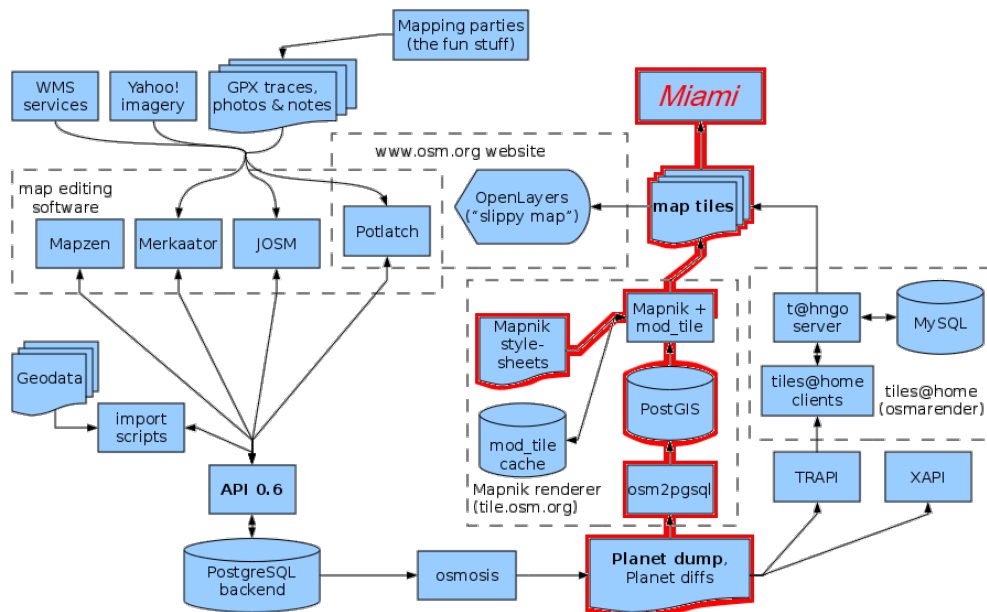 Mapping parties
(the fun stuff)
WMS
services
Yahoo!
imagery
GPX traces,
photos & notes
Miami
www.osm.org website
map editing
software
OpenLayers
("slippy map")
map tiles
Mapzen
Merkaator
JOSM
Potlatch
Mapnik +
mod_tile
t@hngo
server
MySQL
Mapnik
style-
sheets
Geodata
import
scripts
PostGIS
tiles@home
clients
tiles@home
(osmarender)
mod_tile
cache
Mapnik renderer
(tile.osm.org)
osm2pgsql
TRAPI
XAPI
API 0.6
PostgreSQL
backend
osmosis
Planet dump,
Planet diffs